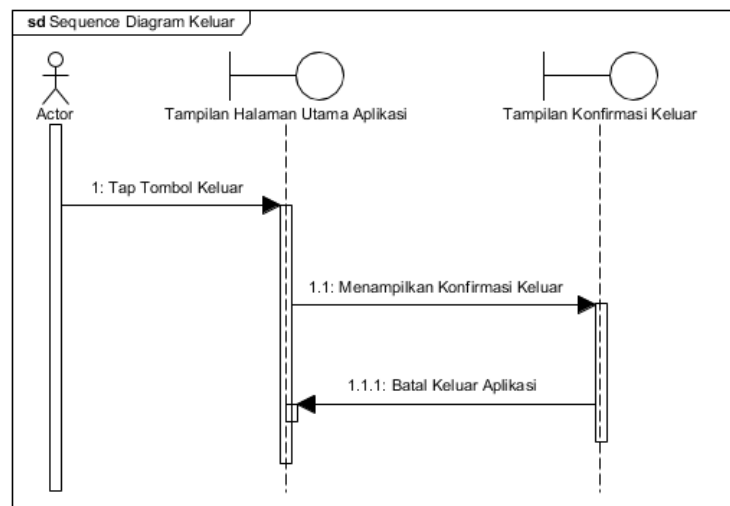 sd Sequence Diagram Keluar
Actor
Tampilan Halaman Utama Aplikasi
Tampilan Konfirmasi Keluar
1: Tap Tombol Keluar
1.1: Menampilkan Konfirmasi Keluar
1.1.1: Batal Keluar Aplikasi